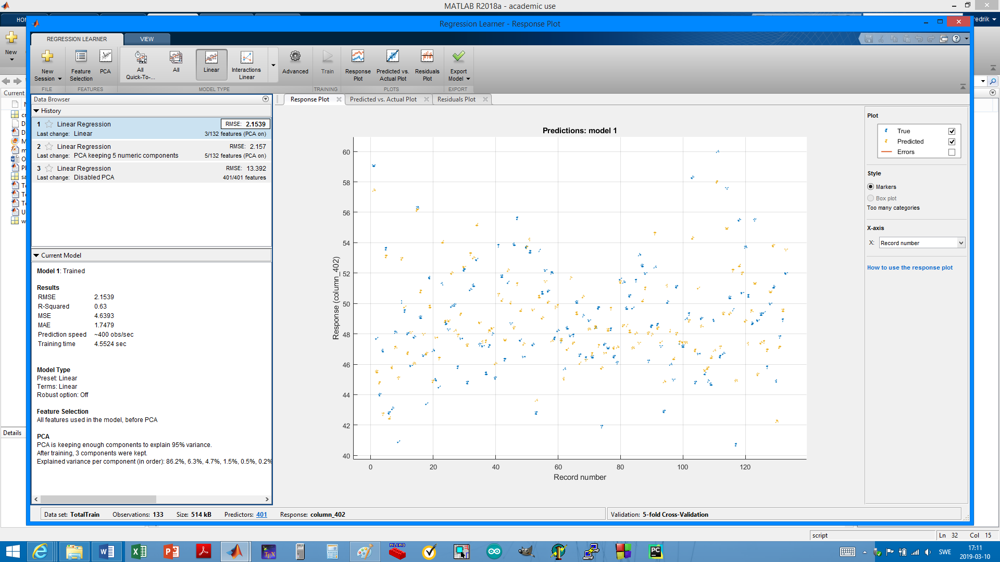 MATLAB R2018a - academic use
HO
Regression Learner - Response Plot
edrik
REGRESSION LEARNER
VIEW
New
New
Session
Feature
Selection
PCA
All
Quick-To-...
All
Linear
Interactions
Linear
Advanced
Train
Response
Plot
Predicted vs.
Actual Plot
Residuals
Plot
Export
Model
FILE
FEATURES
MODEL TYPE
TRAINING
PLOTS
EXPORT
Current
Data Browser
History
1 Linear Regression RMSE: 2.1539
Last change: Linear 3/132 features (PCA on)
2 Linear Regression RMSE: 2.157
Last change: PCA keeping 5 numeric components 5/132 features (PCA on)
3 Linear Regression RMSE: 13.392
Last change: Disabled PCA 401/401 features
Current Model
Model 1: Trained
Results
RMSE 2.1539
R-Squared 0.63
MSE 4.6393
MAE 1.7479
Prediction speed ~400 obs/sec
Training time 4.5524 sec
Model Type
Preset: Linear
Terms: Linear
Robust option: Off
Feature Selection
All features used in the model, before PCA
PCA
PCA is keeping enough components to explain 95% variance.
After training, 3 components were kept.
Explained variance per component (in order): 86.2%, 6.3%, 4.7%, 1.5%, 0.5%, 0.2%
Details
Response Plot
Predicted vs. Actual Plot
Residuals Plot
Predictions: model 1
60
58
56
54
52
50
48
46
44
42
40
Response (column_402)
0 20 40 60 80 100 120
Record number
Plot
True
Predicted
Errors
Style
Markers
Box plot
Too many categories
X-axis
X: Record number
How to use the response plot
Data set: TotalTrain Observations: 133 Size: 514 kB Predictors: 401 Response: column_402
Validation: 5-fold Cross-Validation
script
Ln 32 Col 15
MLCAD
TEX
PC
SWE
17:11
2019-03-10